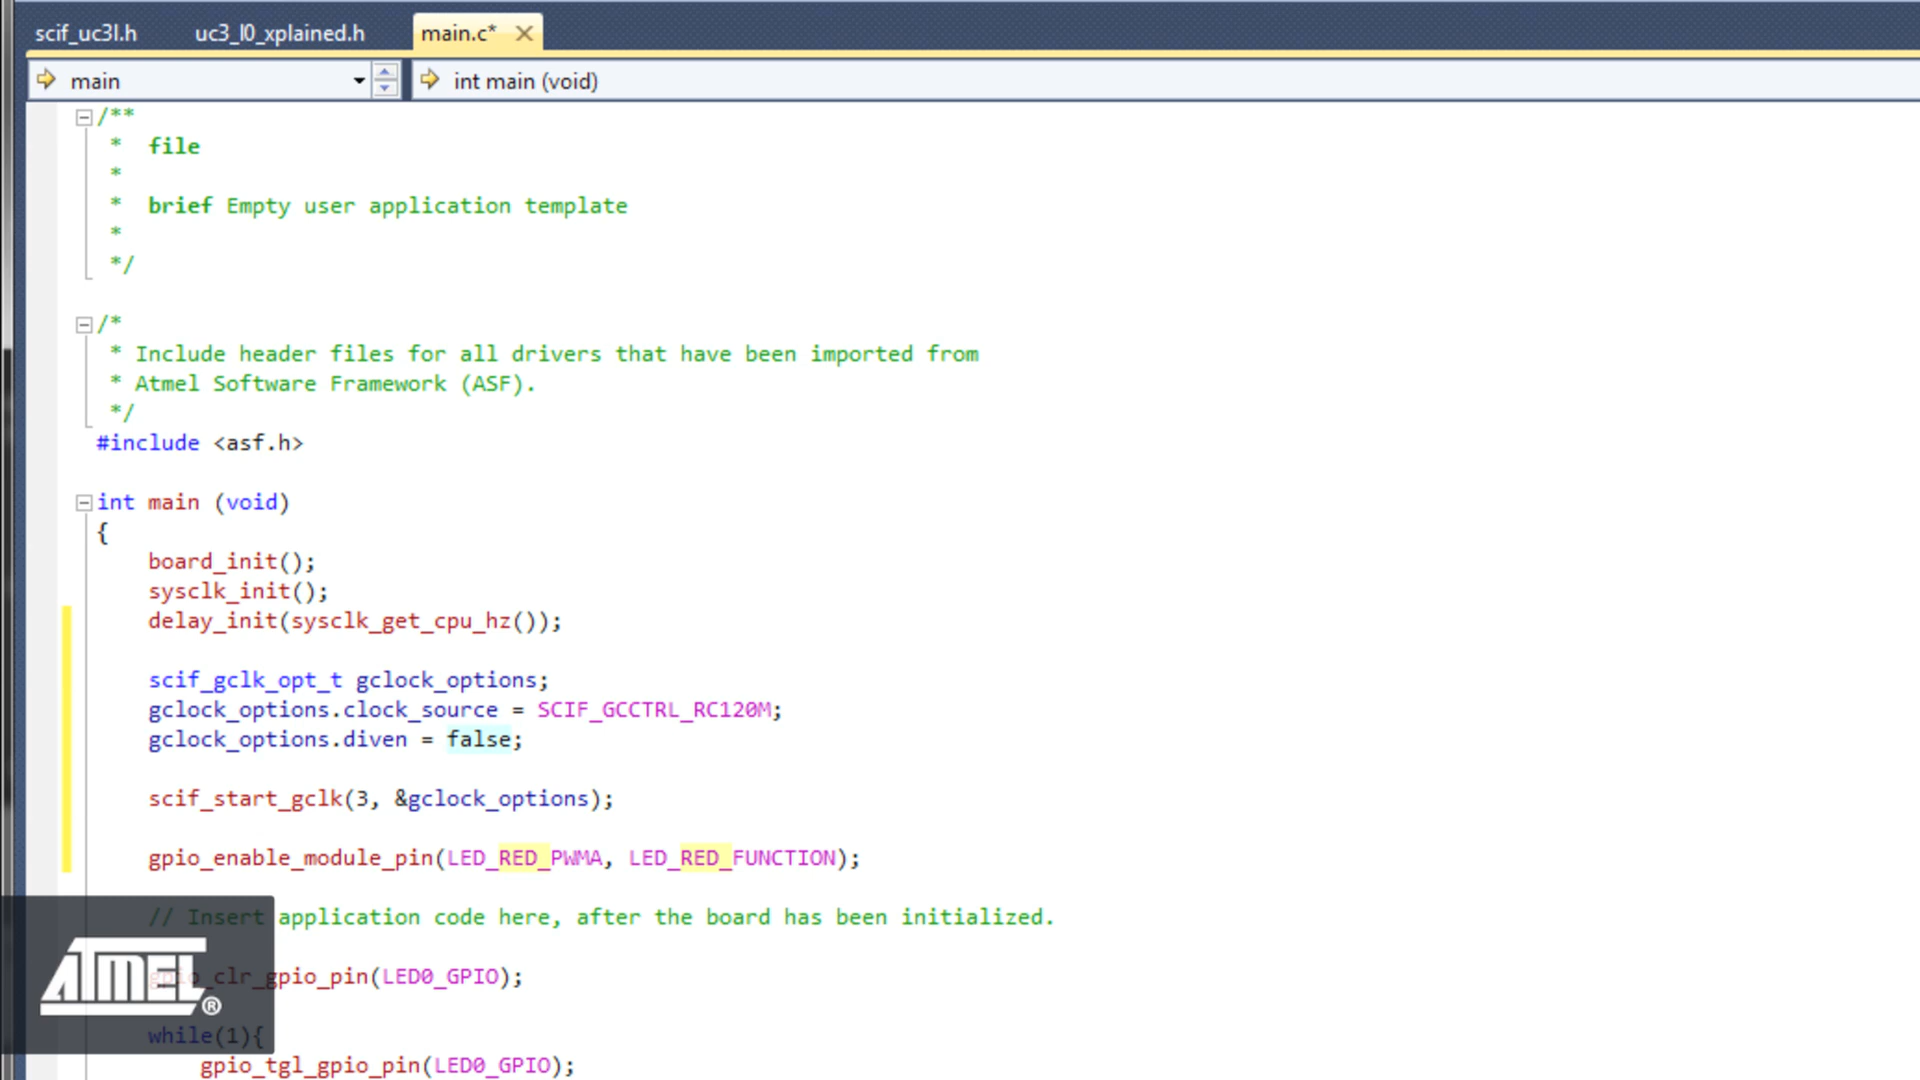 scif_uc3l.h uc3_l0_xplained.h main.c*
main int main (void)
/**
* file
*
* brief Empty user application template
*
*/
/*
* Include header files for all drivers that have been imported from
* Atmel Software Framework (ASF).
*/
#include <asf.h>
int main (void)
{
board_init();
sysclk_init();
delay_init(sysclk_get_cpu_hz());
scif_gclk_opt_t gclock_options;
gclock_options.clock_source = SCIF_GCCTRL_RC120M;
gclock_options.diven = false;
scif_start_gclk(3, &gclock_options);
gpio_enable_module_pin(LED_RED_PWMA, LED_RED_FUNCTION);
// Insert application code here, after the board has been initialized.
gpio_clr_gpio_pin(LED0_GPIO);
ATMEL®
while(1){
gpio_tgl_gpio_pin(LED0_GPIO);